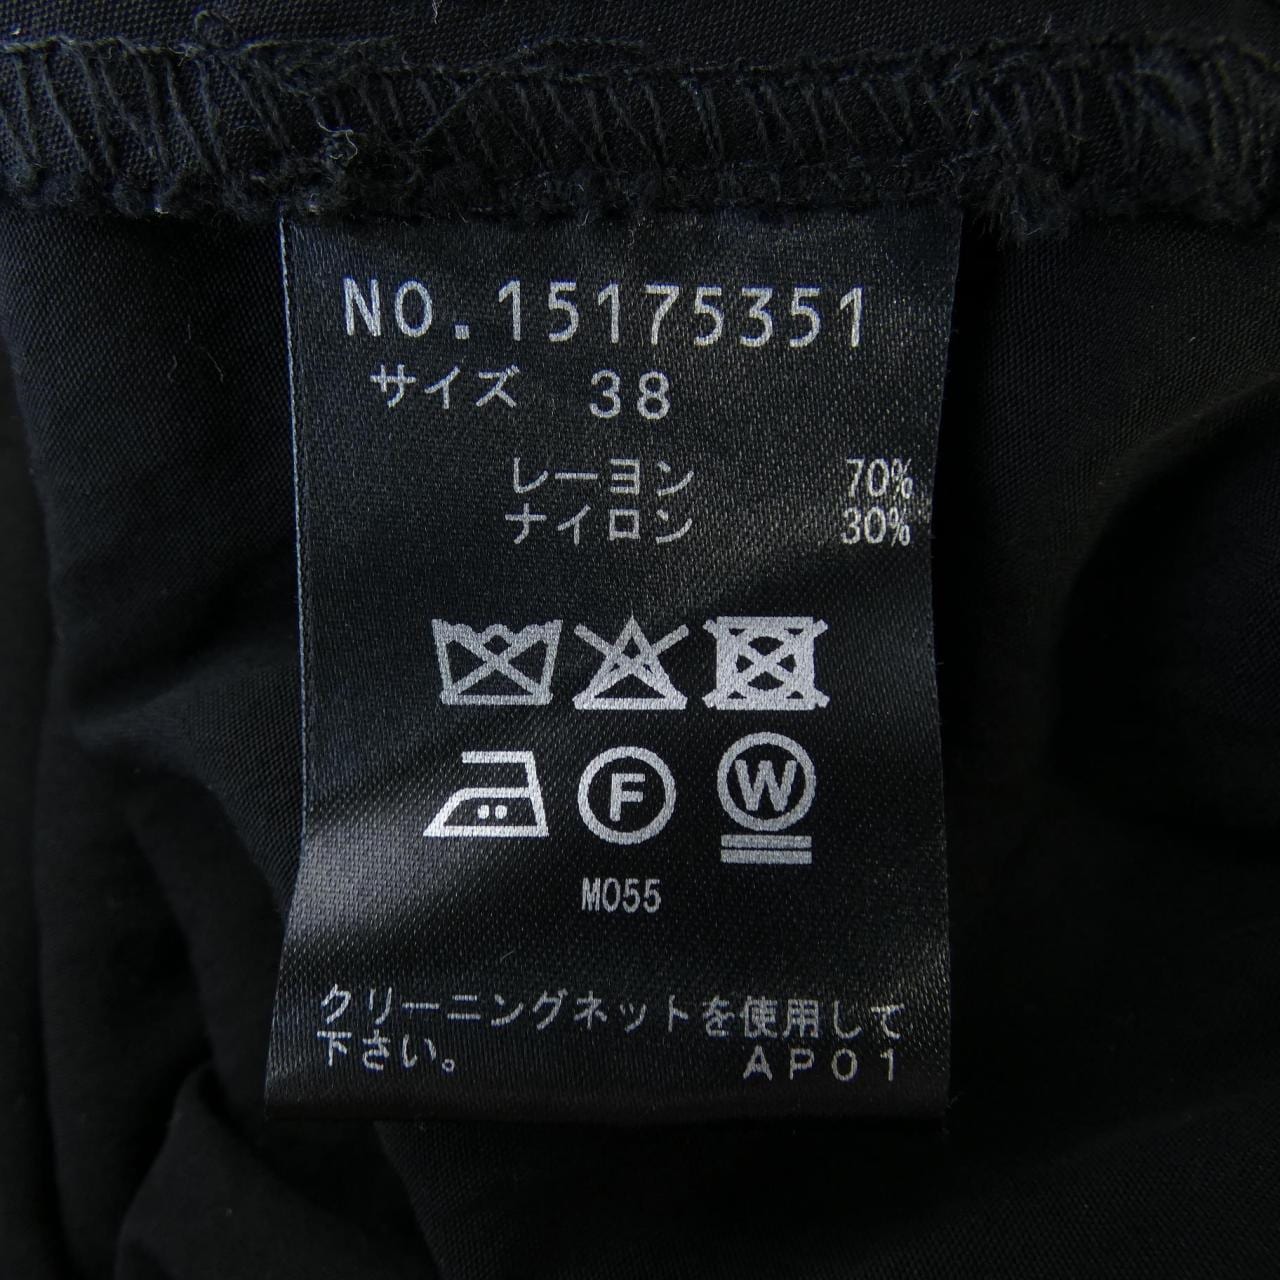 NO.15175351
サイズ 38
レーヨン 70%
ナイロン 30%
F W
M055
クリーニングネットを使用して
下さい。 AP01